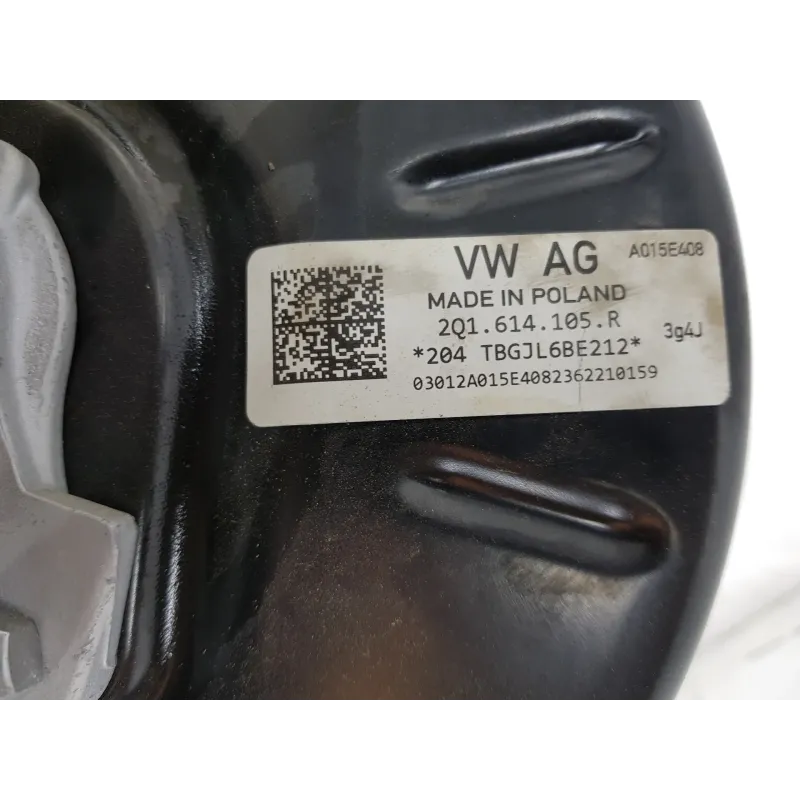 VW AG A015E408
MADE IN POLAND
2Q1.614.105.R
*204 TBGJL6BE212* 3g4J
03012A015E4082362210159